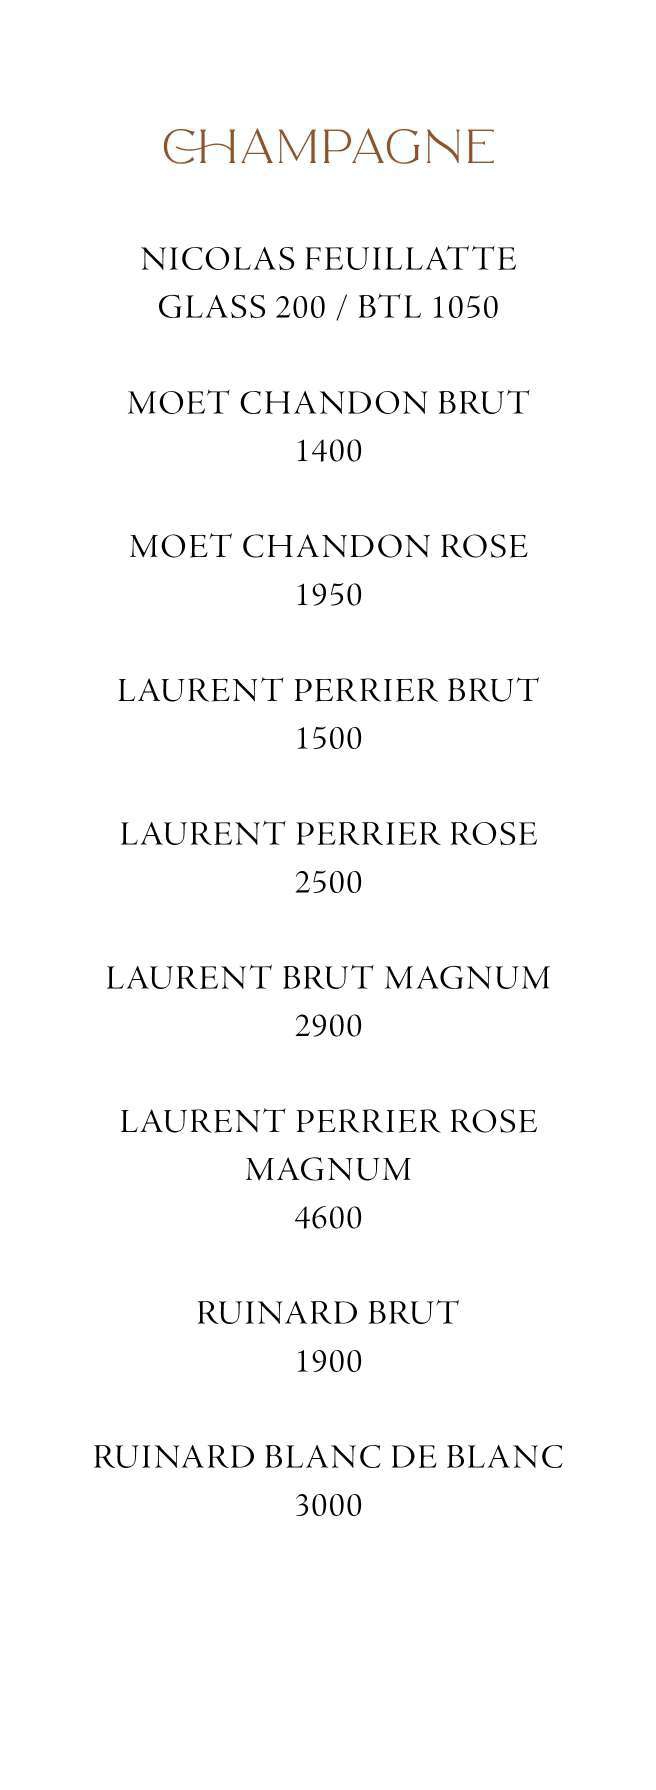 CHAMPAGNE
NICOLAS FEUILLATTE
GLASS 200 / BTL 1050
MOET CHANDON BRUT
1400
MOET CHANDON ROSE
1950
LAURENT PERRIER BRUT
1500
LAURENT PERRIER ROSE
2500
LAURENT BRUT MAGNUM
2900
LAURENT PERRIER ROSE
MAGNUM
4600
RUINARD BRUT
1900
RUINARD BLANC DE BLANC
3000